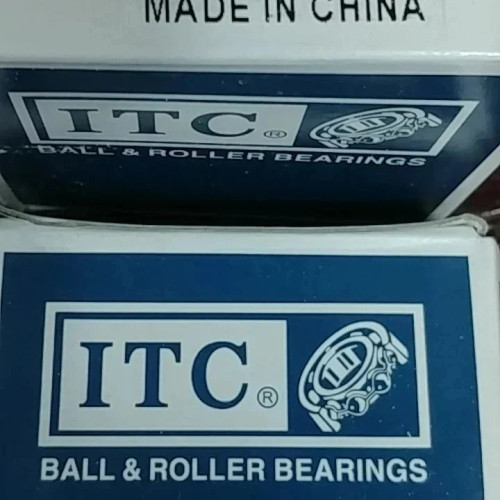 MADE IN CHINA
ITC ®
BALL & ROLLER BEARINGS
ITC ®
BALL & ROLLER BEARINGS